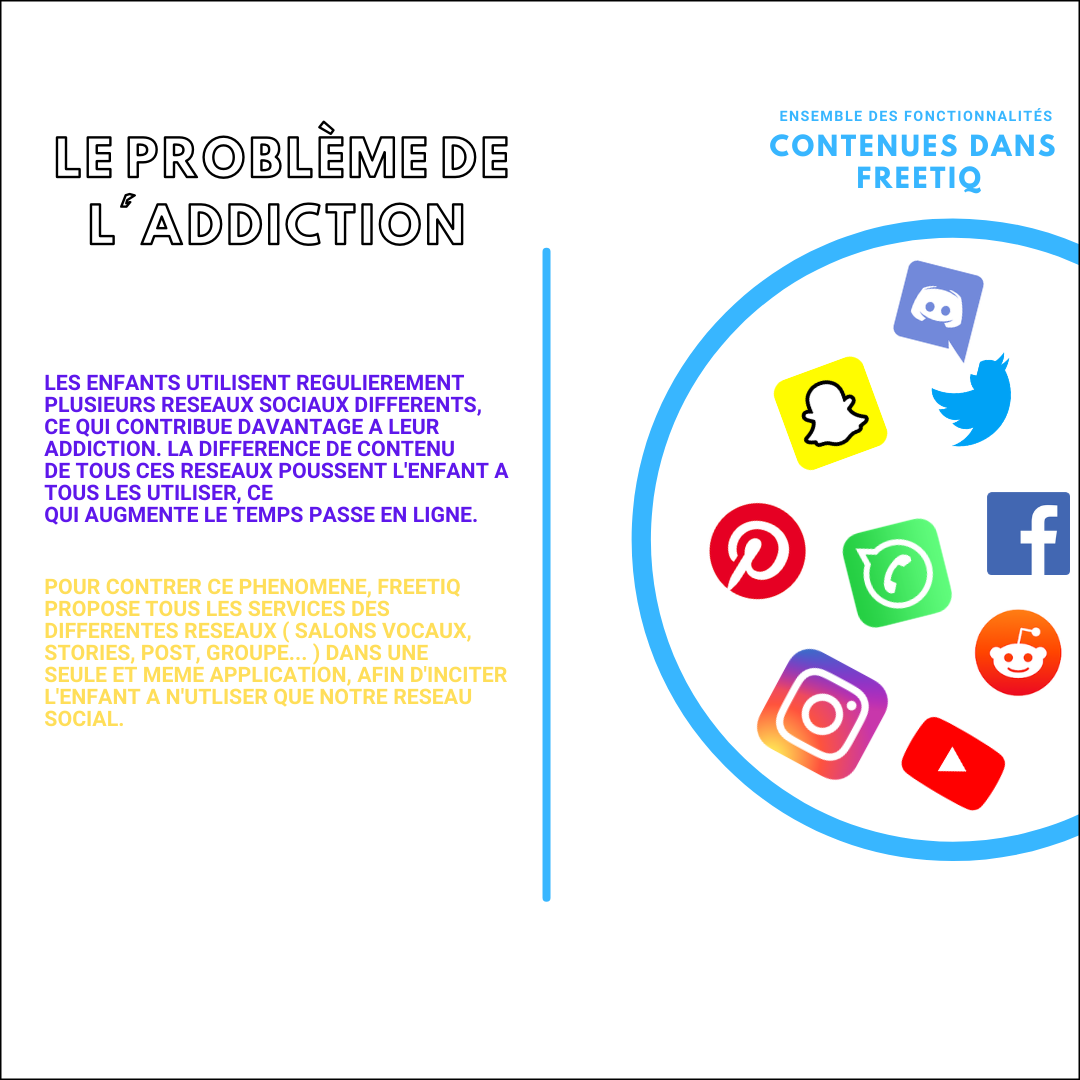 LE PROBLÈME DE
L´ADDICTION
ENSEMBLE DES FONCTIONNALITÉS
CONTENUES DANS
FREETIQ
LES ENFANTS UTILISENT REGULIEREMENT
PLUSIEURS RESEAUX SOCIAUX DIFFERENTS,
CE QUI CONTRIBUE DAVANTAGE A LEUR
ADDICTION. LA DIFFERENCE DE CONTENU
DE TOUS CES RESEAUX POUSSENT L'ENFANT A
TOUS LES UTILISER, CE
QUI AUGMENTE LE TEMPS PASSE EN LIGNE.
POUR CONTRER CE PHENOMENE, FREETIQ
PROPOSE TOUS LES SERVICES DES
DIFFERENTES RESEAUX ( SALONS VOCAUX,
STORIES, POST, GROUPE... ) DANS UNE
SEULE ET MEME APPLICATION, AFIN D'INCITER
L'ENFANT A N'UTLISER QUE NOTRE RESEAU
SOCIAL.